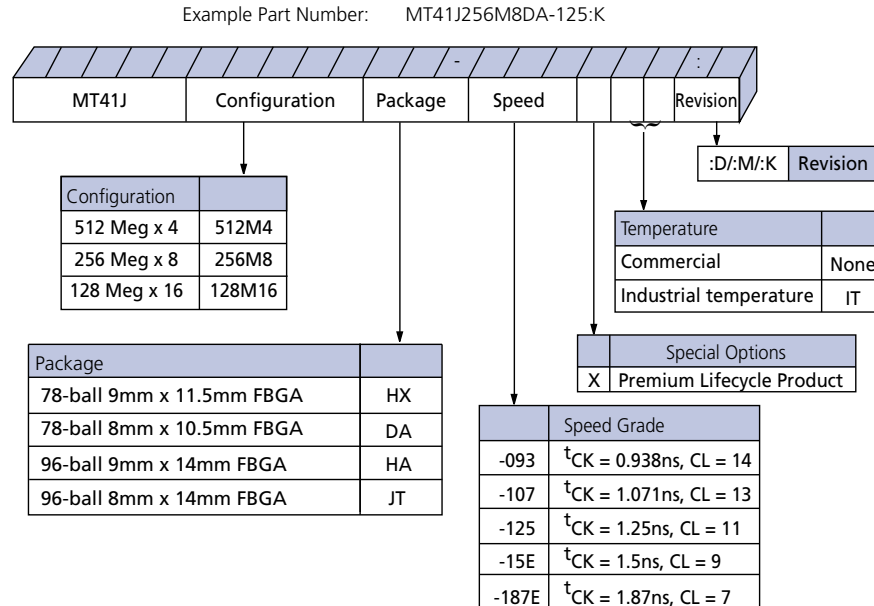 Example Part Number: MT41J256M8DA-125:K
- :
MT41J Configuration Package Speed Revision
:D/:M/:K Revision
Configuration
512 Meg x 4 512M4
256 Meg x 8 256M8
128 Meg x 16 128M16
Temperature
Commercial None
Industrial temperature IT
Special Options
X Premium Lifecycle Product
Package
78-ball 9mm x 11.5mm FBGA HX
78-ball 8mm x 10.5mm FBGA DA
96-ball 9mm x 14mm FBGA HA
96-ball 8mm x 14mm FBGA JT
Speed Grade
-093 tCK = 0.938ns, CL = 14
-107 tCK = 1.071ns, CL = 13
-125 tCK = 1.25ns, CL = 11
-15E tCK = 1.5ns, CL = 9
-187E tCK = 1.87ns, CL = 7